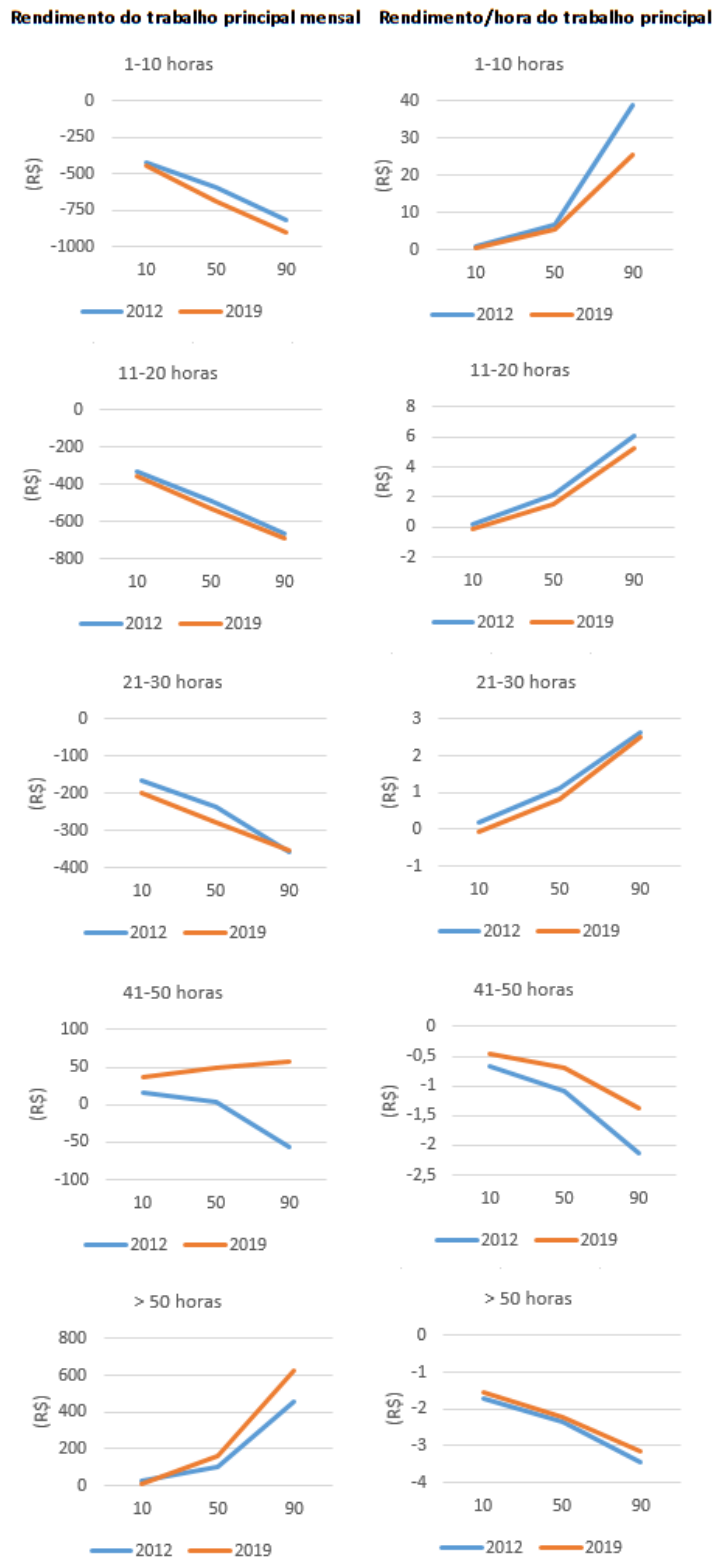 Rendimento do trabalho principal mensal
Rendimento/hora do trabalho principal
1-10 horas
(R$)
0
-250
-500
-750
-1000
10 50 90
2012 2019
1-10 horas
40
30
20
10
0
10 50 90
2012 2019
11-20 horas
(R$)
0
-200
-400
-600
-800
10 50 90
2012 2019
11-20 horas
(R$)
8
6
4
2
0
-2
10 50 90
2012 2019
21-30 horas
(R$)
0
-100
-200
-300
-400
10 50 90
2012 2019
21-30 horas
(R$)
3
2
1
0
-1
10 50 90
2012 2019
41-50 horas
(R$)
100
50
0
-50
-100
10 50 90
2012 2019
41-50 horas
(R$)
0
-0,5
-1
-1,5
-2
-2,5
10 50 90
2012 2019
> 50 horas
(R$)
800
600
400
200
0
10 50 90
2012 2019
> 50 horas
(R$)
0
-1
-2
-3
-4
10 50 90
2012 2019